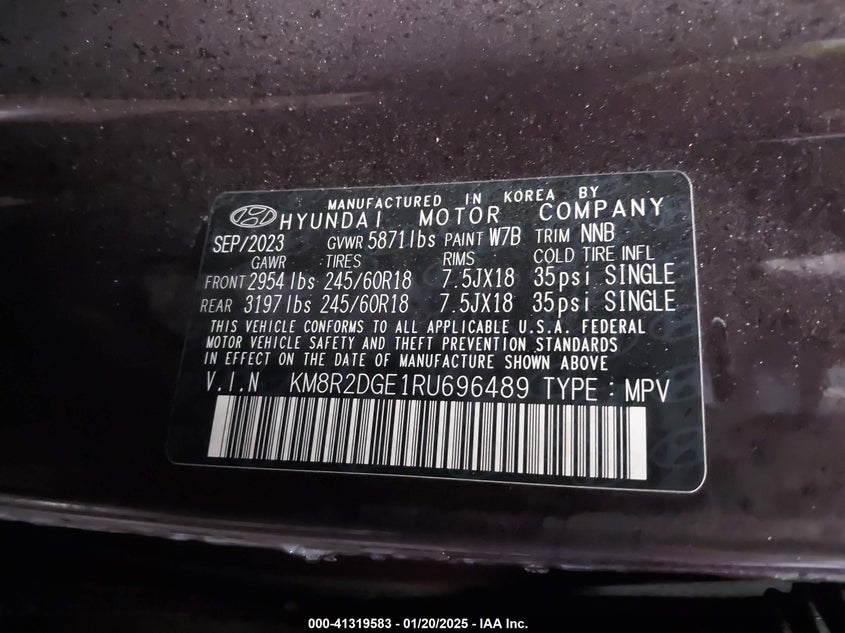 MANUFACTURED IN KOREA BY
HYUNDAI MOTOR COMPANY
SEP/2023 GVWR 5871lbs PAINT W7B TRIM NNB
GAWR TIRES RIMS COLD TIRE INFL
FRONT 2954lbs 245/60R18 7.5JX18 35psi SINGLE
REAR 3197lbs 245/60R18 7.5JX18 35psi SINGLE
THIS VEHICLE CONFORMS TO ALL APPLICABLE U.S.A. FEDERAL
MOTOR VEHICLE SAFETY AND THEFT PREVENTION STANDARDS
IN EFFECT ON THE DATE OF MANUFACTURE SHOWN ABOVE
V.I.N KM8R2DGE1RU696489 TYPE : MPV
000-41319583 - 01/20/2025 - IAA Inc.